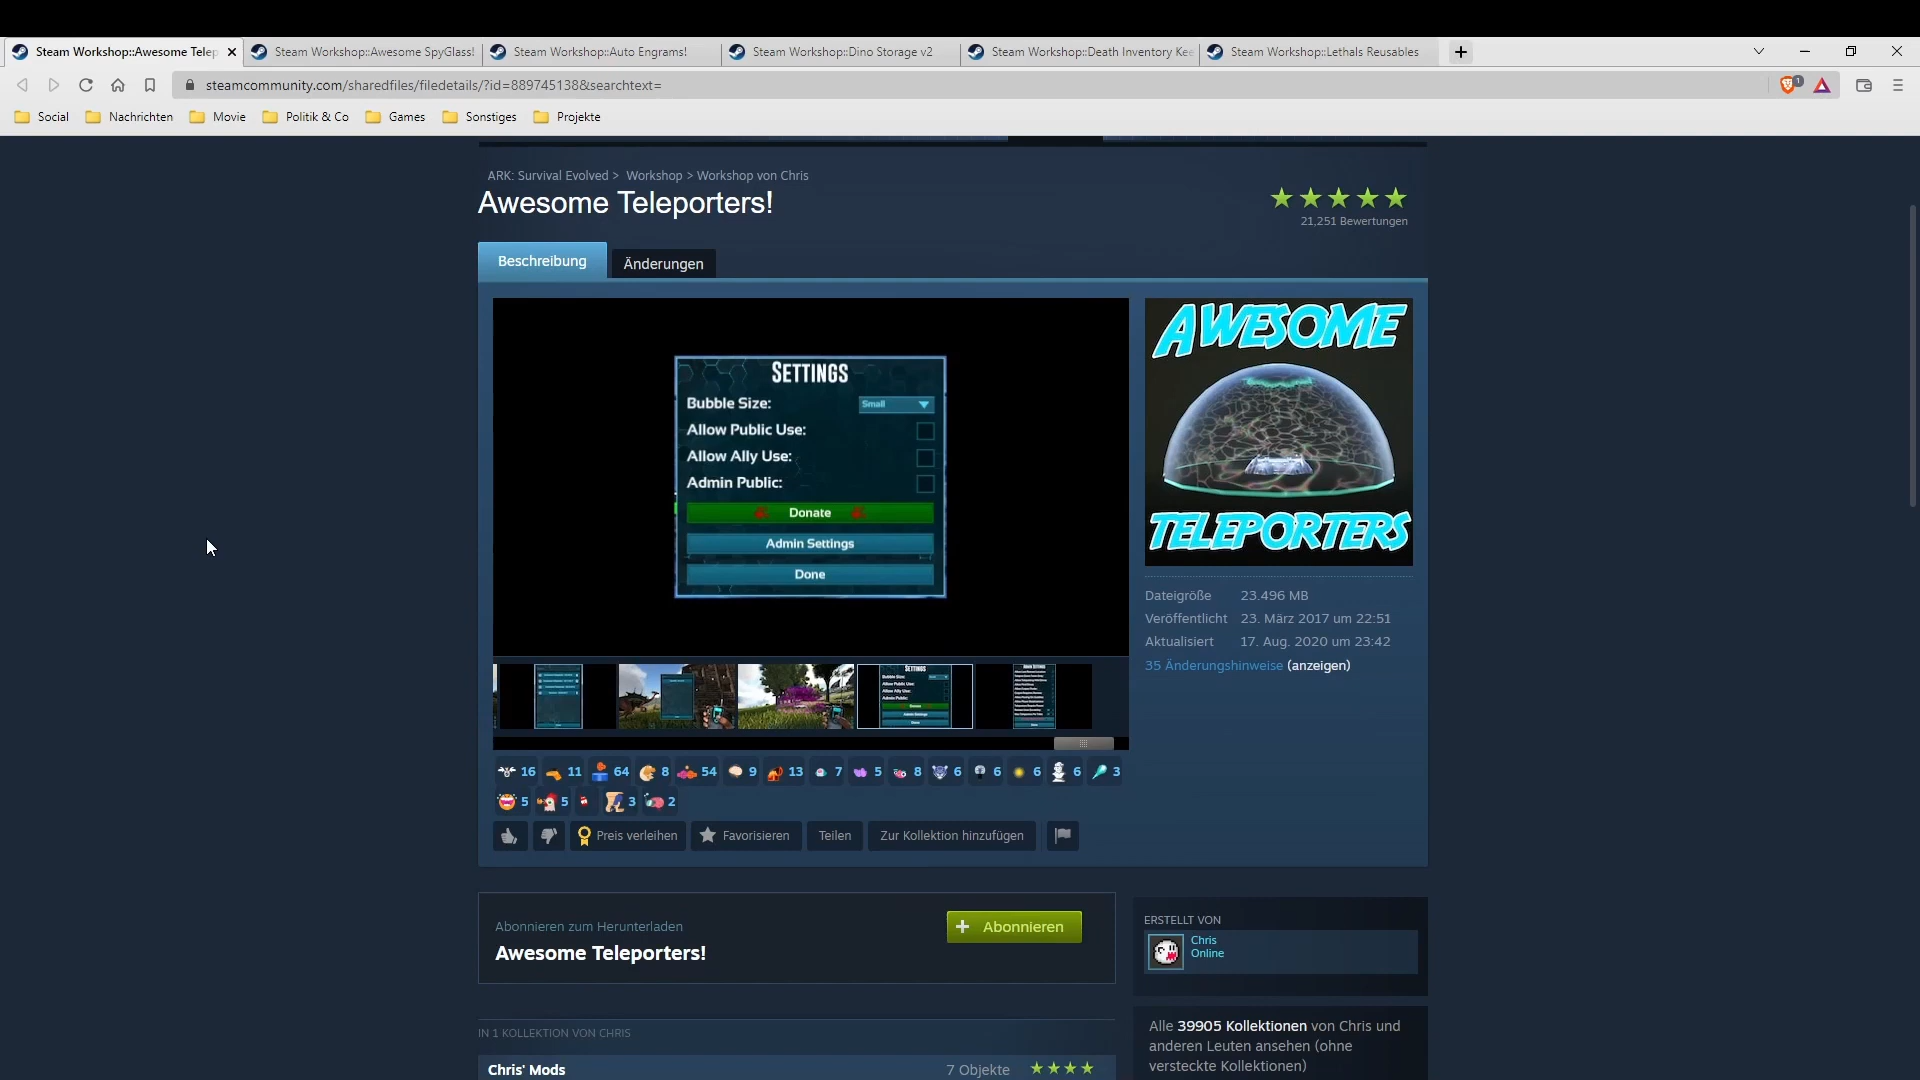 Steam Workshop::Awesome Telep
Steam Workshop::Awesome SpyGlass!
Steam Workshop::Auto Engrams!
Steam Workshop::Dino Storage v2
Steam Workshop::Death Inventory Kee
Steam Workshop::Lethals Reusables
steamcommunity.com/sharedfiles/filedetails/?id=889745138&searchtext=
1
Social
Nachrichten
Movie
Politik & Co
Games
Sonstiges
Projekte
ARK: Survival Evolved > Workshop > Workshop von Chris
Awesome Teleporters!
21,251 Bewertungen
Beschreibung
Änderungen
SETTINGS
Bubble Size:
Small
Allow Public Use:
Allow Ally Use:
Admin Public:
Donate
Admin Settings
Done
AWESOME
TELEPORTERS
Dateigröße 23.496 MB
Veröffentlicht 23. März 2017 um 22:51
Aktualisiert 17. Aug. 2020 um 23:42
35 Änderungshinweise (anzeigen)
16 11 64 8 54 9 13 7 5 8 6 6 6 6 3
5 5 3 2
Preis verleihen
Favorisieren
Teilen
Zur Kollektion hinzufügen
Abonnieren zum Herunterladen
Awesome Teleporters!
Abonnieren
ERSTELLT VON
Chris
Online
IN 1 KOLLEKTION VON CHRIS
Chris' Mods
7 Objekte
Alle 39905 Kollektionen von Chris und
anderen Leuten ansehen (ohne
versteckte Kollektionen)